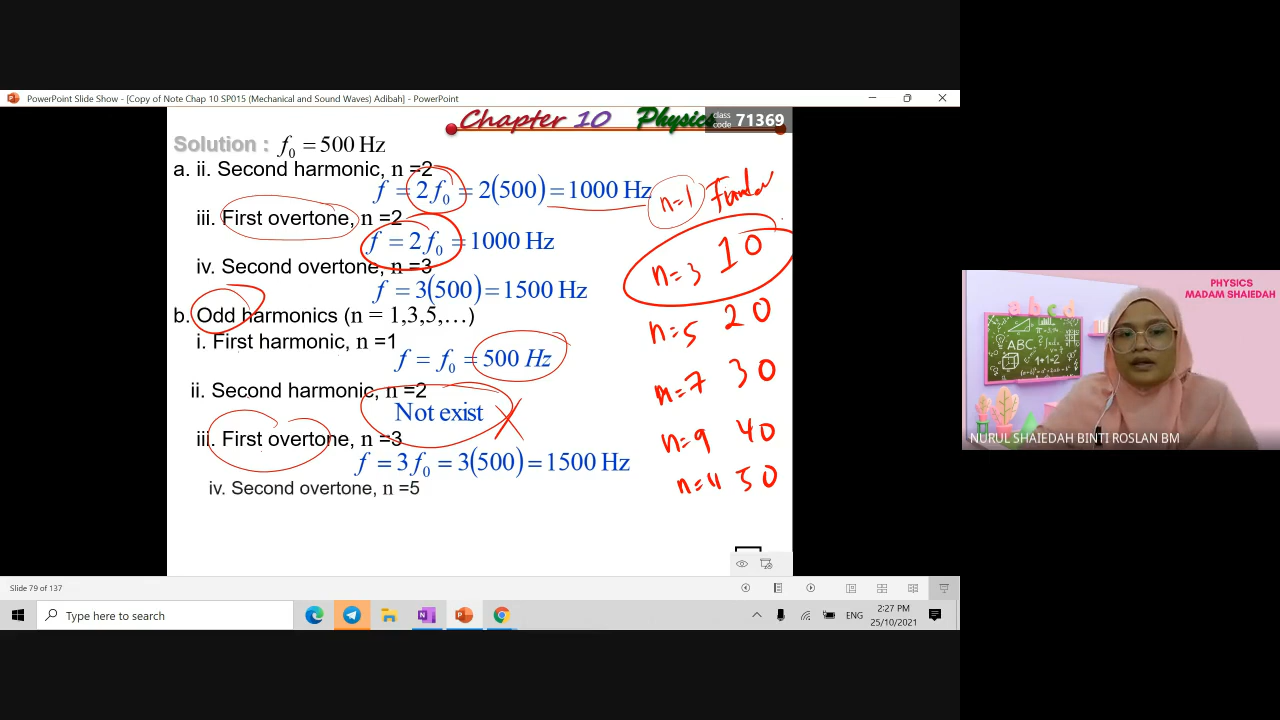 PowerPoint Slide Show - [Copy of Note Chap 10 SP015 (Mechanical and Sound Waves) Adibah] - PowerPoint
Chapter 10 Physics
class code 71369
Solution : f₀ = 500 Hz
a. ii. Second harmonic, n =2
f = 2f₀ = 2(500) = 1000 Hz
n=1
iii. First overtone, n =2
f = 2f₀ = 1000 Hz
n=3 10
iv. Second overtone, n =3
f = 3(500) = 1500 Hz
b. Odd harmonics (n = 1,3,5,…)
n=5 20
i. First harmonic, n =1
f = f₀ = 500 Hz
n=7 30
ii. Second harmonic, n =2
Not exist
iii. First overtone, n =3
n=9 40
f = 3f₀ = 3(500) = 1500 Hz
iv. Second overtone, n =5
n=11 50
PHYSICS
MADAM SHAIEDAH
a b c d
ABC
1+1=2
NURUL SHAIEDAH BINTI ROSLAN BM
Slide 79 of 137
Type here to search
ENG
2:27 PM
25/10/2021